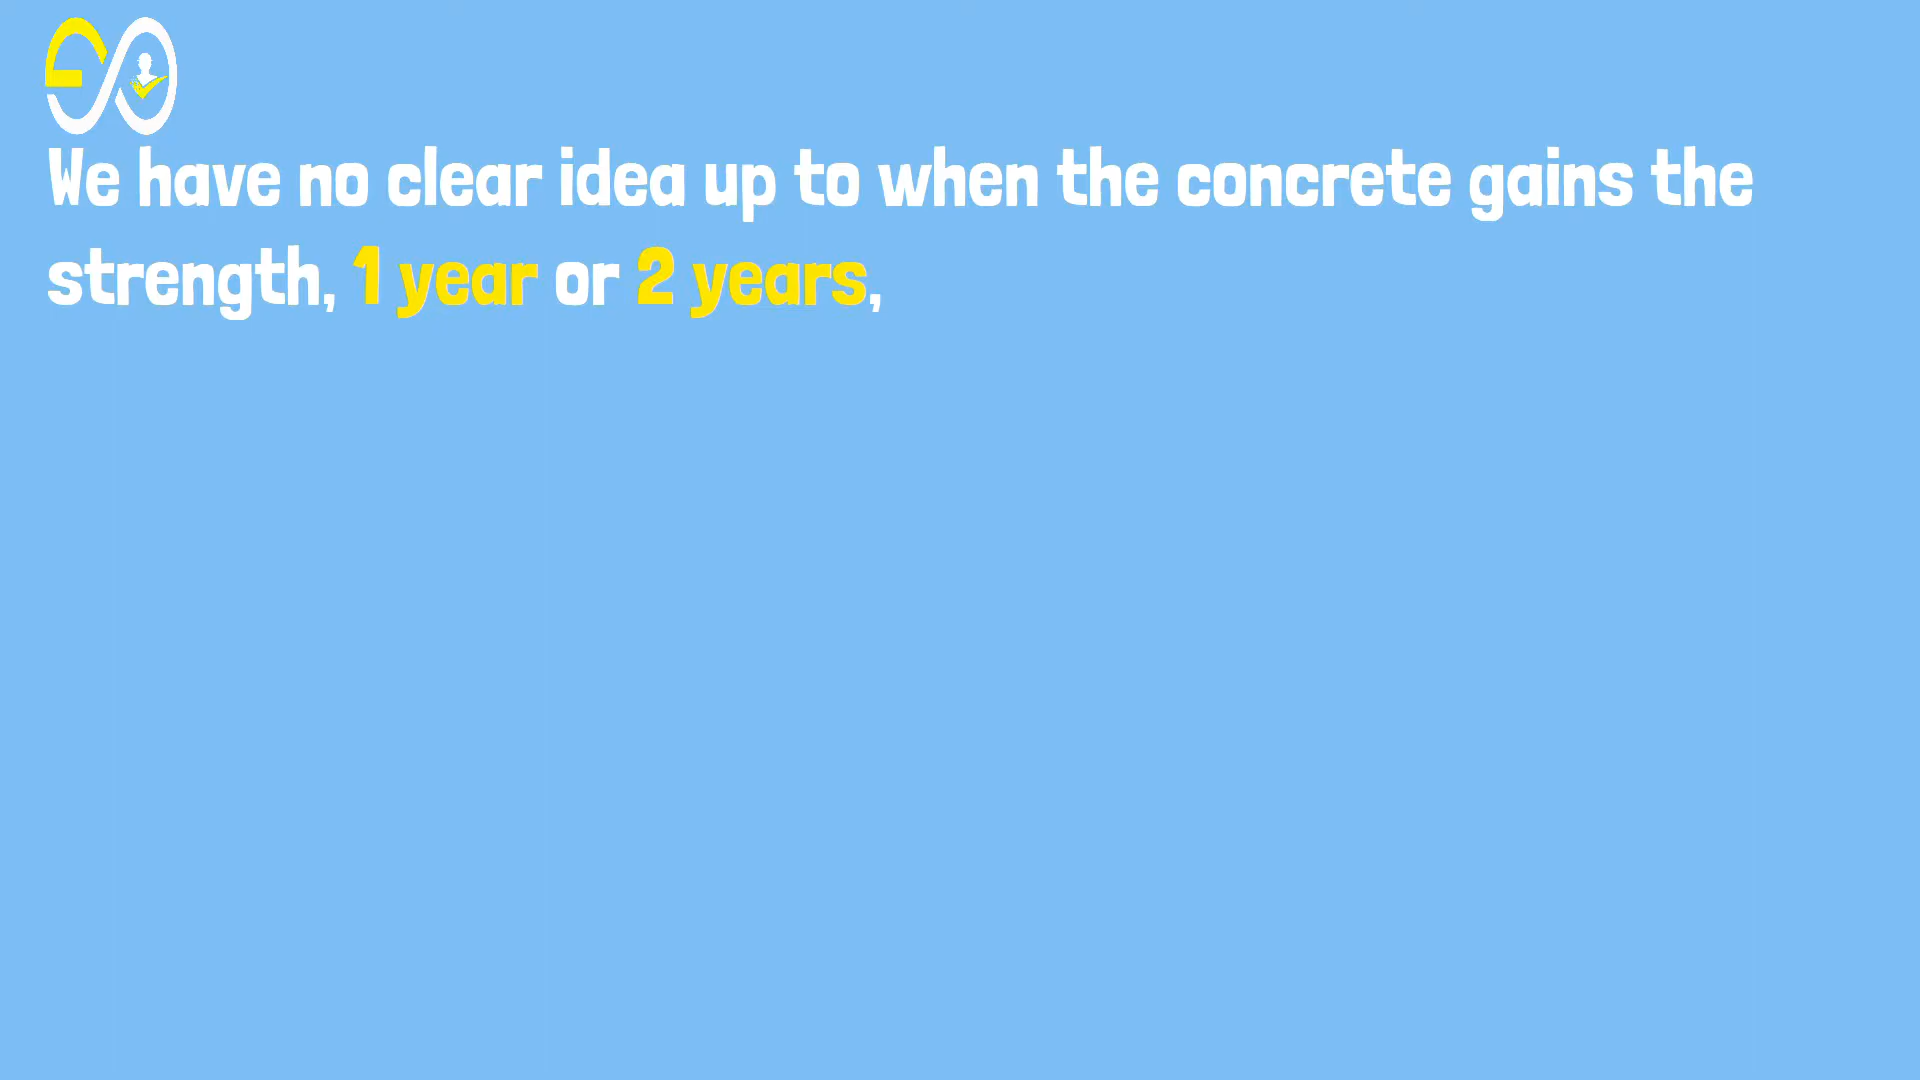 We have no clear idea up to when the concrete gains the
strength, 1 year or 2 years,